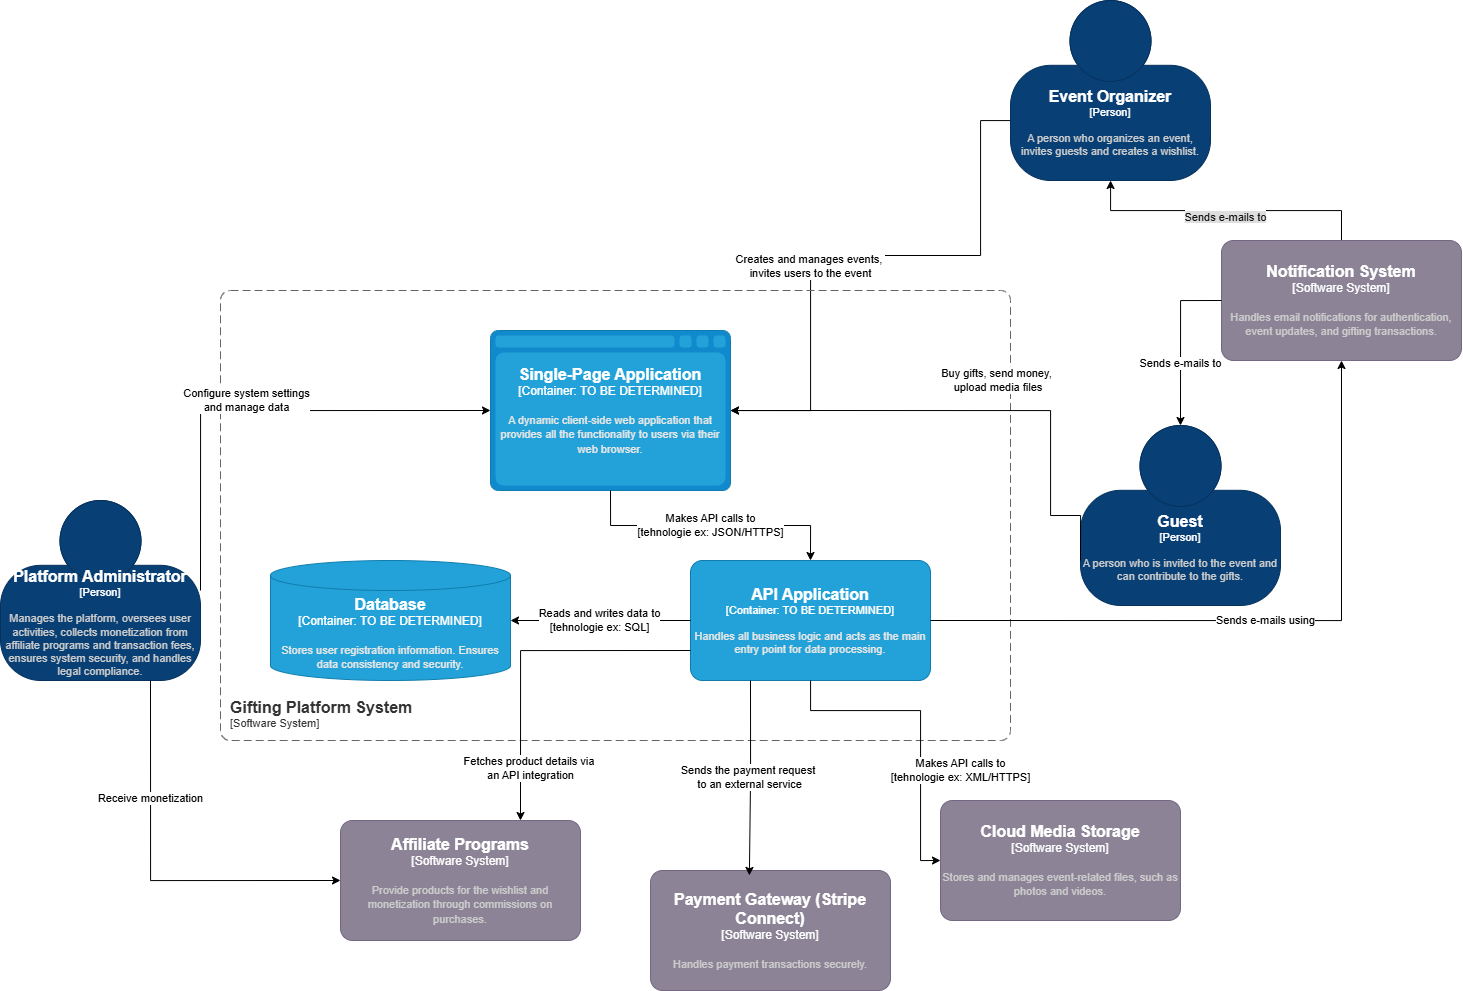 Event Organizer
[Person]
A person who organizes an event,
invites guests and creates a wishlist.
Sends e-mails to
Notification System
[Software System]
Handles email notifications for authentication,
event updates, and gifting transactions.
Creates and manages events,
invites users to the event
Sends e-mails to
Buy gifts, send money,
upload media files
Single-Page Application
[Container: TO BE DETERMINED]
A dynamic client-side web application that
provides all the functionality to users via their
web browser.
Configure system settings
and manage data
Guest
[Person]
A person who is invited to the event and
can contribute to the gifts.
Makes API calls to
[tehnologie ex: JSON/HTTPS]
Platform Administrator
[Person]
Manages the platform, oversees user
activities, collects monetization from
affiliate programs and transaction fees,
ensures system security, and handles
legal compliance.
Database
[Container: TO BE DETERMINED]
Stores user registration information. Ensures
data consistency and security.
Reads and writes data to
[tehnologie ex: SQL]
API Application
[Container: TO BE DETERMINED]
Handles all business logic and acts as the main
entry point for data processing.
Sends e-mails using
Gifting Platform System
[Software System]
Fetches product details via
an API integration
Sends the payment request
to an external service
Makes API calls to
[tehnologie ex: XML/HTTPS]
Receive monetization
Affiliate Programs
[Software System]
Provide products for the wishlist and
monetization through commissions on
purchases.
Payment Gateway (Stripe
Connect)
[Software System]
Handles payment transactions securely.
Cloud Media Storage
[Software System]
Stores and manages event-related files, such as
photos and videos.